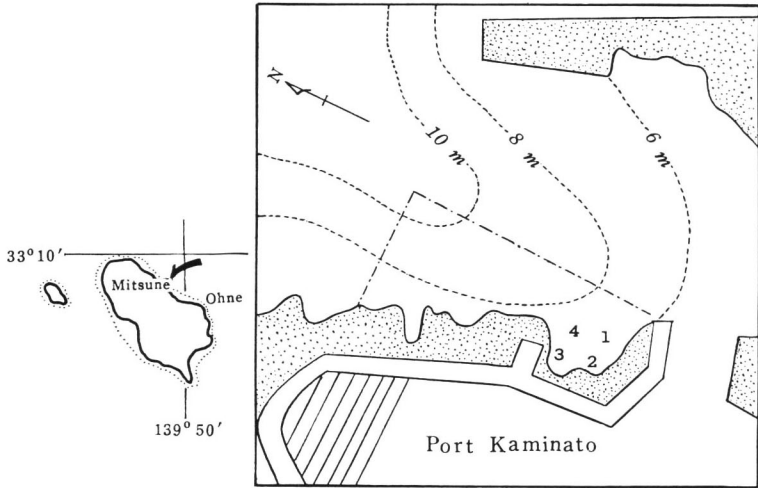 N
10 m
8 m
6 m
33° 10′
Mitsune
Ohne
139° 50′
4
1
3
2
Port Kaminato